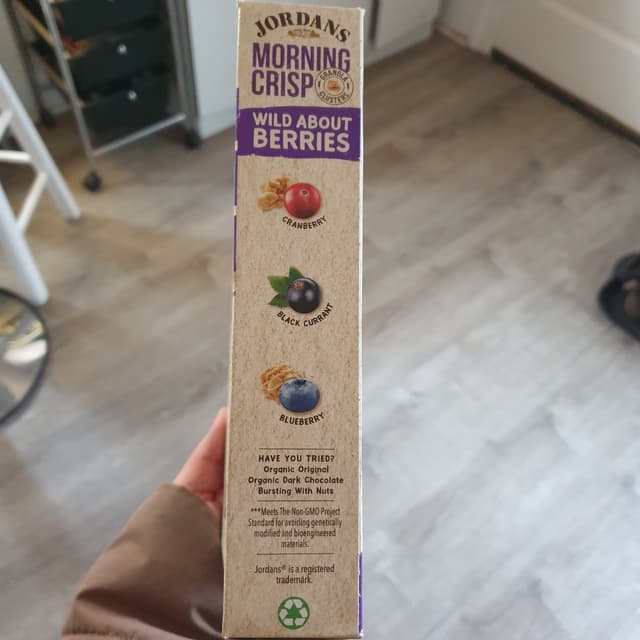 JORDANS
MORNING
CRISP
GRANOLA
CLUSTERS
WILD ABOUT
BERRIES
CRANBERRY
BLACK CURRANT
BLUEBERRY
HAVE YOU TRIED?
Organic Original
Organic Dark Chocolate
Bursting With Nuts
***Meets The Non-GMO Project
Standard for avoiding genetically
modified and bioengineered
materials.
Jordans® is a registered
trademark.